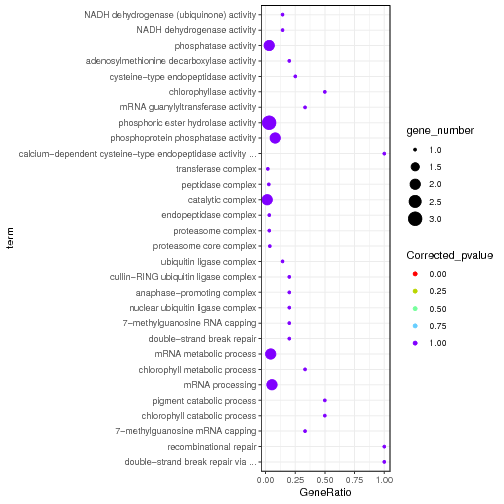 NADH dehydrogenase (ubiquinone) activity
NADH dehydrogenase activity
phosphatase activity
adenosylmethionine decarboxylase activity
cysteine−type endopeptidase activity
chlorophyllase activity
mRNA guanylyltransferase activity
phosphoric ester hydrolase activity
phosphoprotein phosphatase activity
calcium−dependent cysteine−type endopeptidase activity ...
transferase complex
peptidase complex
catalytic complex
endopeptidase complex
proteasome complex
proteasome core complex
ubiquitin ligase complex
cullin−RING ubiquitin ligase complex
anaphase−promoting complex
nuclear ubiquitin ligase complex
7−methylguanosine RNA capping
double−strand break repair
mRNA metabolic process
chlorophyll metabolic process
mRNA processing
pigment catabolic process
chlorophyll catabolic process
7−methylguanosine mRNA capping
recombinational repair
double−strand break repair via ...
term
0.00 0.25 0.50 0.75 1.00
GeneRatio
gene_number
1.0
1.5
2.0
2.5
3.0
Corrected_pvalue
0.00
0.25
0.50
0.75
1.00